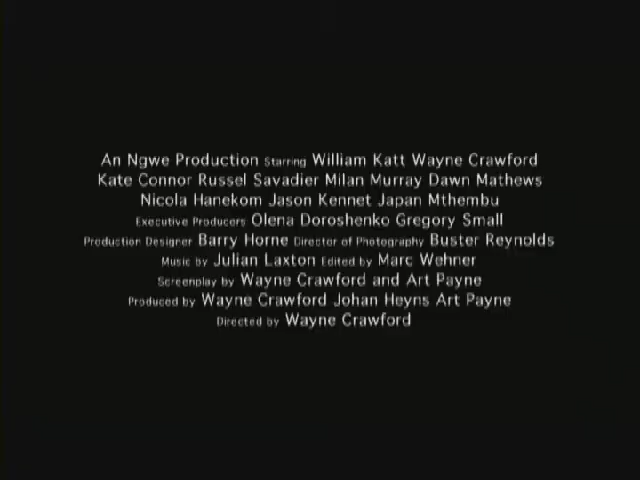 An Ngwe Production Starring William Katt Wayne Crawford
Kate Connor Russel Savadier Milan Murray Dawn Mathews
Nicola Hanekom Jason Kennet Japan Mthembu
Executive Producers Olena Doroshenko Gregory Small
Production Designer Barry Horne Director of Photography Buster Reynolds
Music by Julian Laxton Edited by Marc Wehner
Screenplay by Wayne Crawford and Art Payne
Produced by Wayne Crawford Johan Heyns Art Payne
Directed by Wayne Crawford